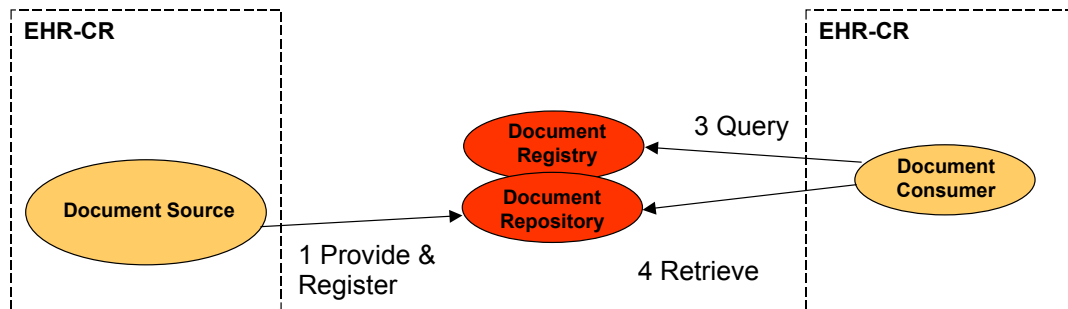 EHR-CR
EHR-CR
Document
Registry
3 Query
Document
Consumer
Document Source
Document
Repository
1 Provide &
Register
4 Retrieve